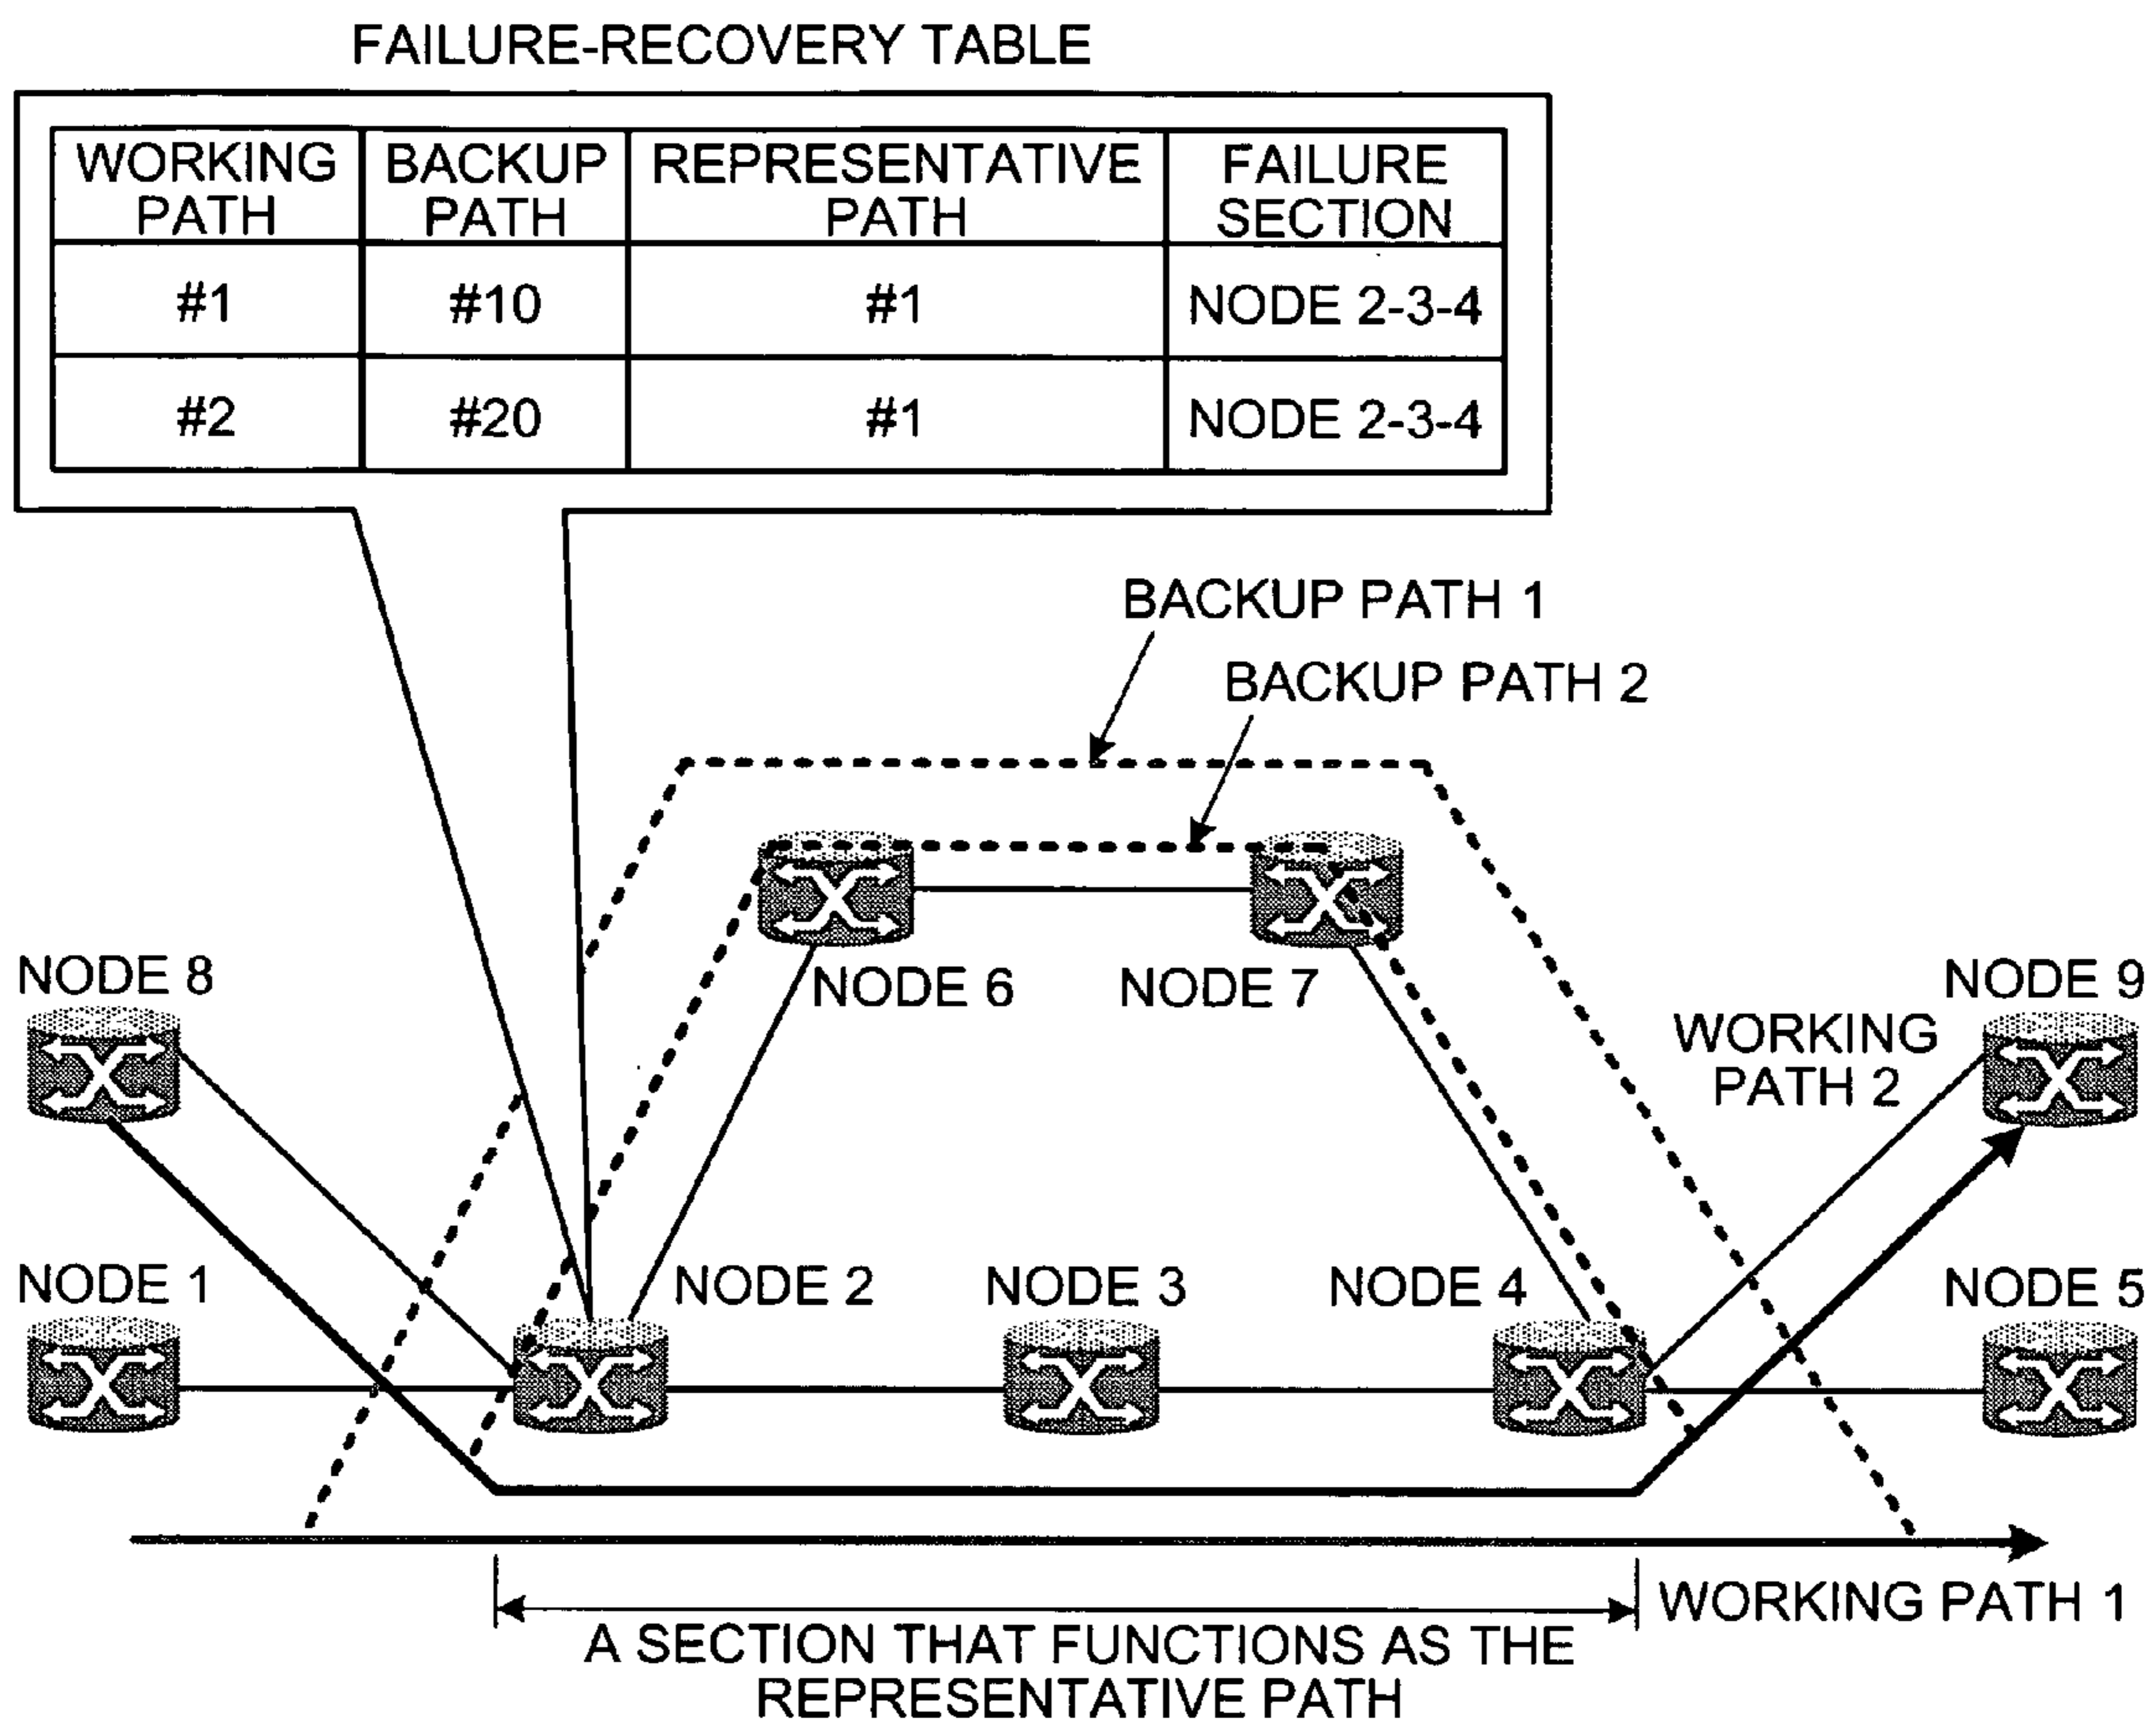 FAILURE-RECOVERY TABLE
WORKING PATH
BACKUP PATH
REPRESENTATIVE PATH
FAILURE SECTION
#1
#10
#1
NODE 2-3-4
#2
#20
#1
NODE 2-3-4
BACKUP PATH 1
BACKUP PATH 2
NODE 8
NODE 6
NODE 7
NODE 9
WORKING
PATH 2
NODE 1
NODE 2
NODE 3
NODE 4
NODE 5
WORKING PATH 1
A SECTION THAT FUNCTIONS AS THE
REPRESENTATIVE PATH